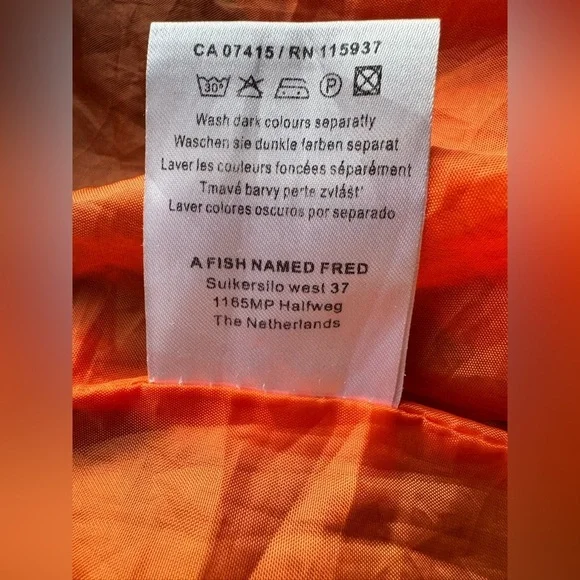 CA 07415 / RN 115937
30°
P
Wash dark colours separatly
Waschen sie dunkle farben separat
Laver les couleurs foncées séparément
Tmavé barvy perte zvlášť
Laver colores oscuros por separado
A FISH NAMED FRED
Suikersilo west 37
1165MP Halfweg
The Netherlands